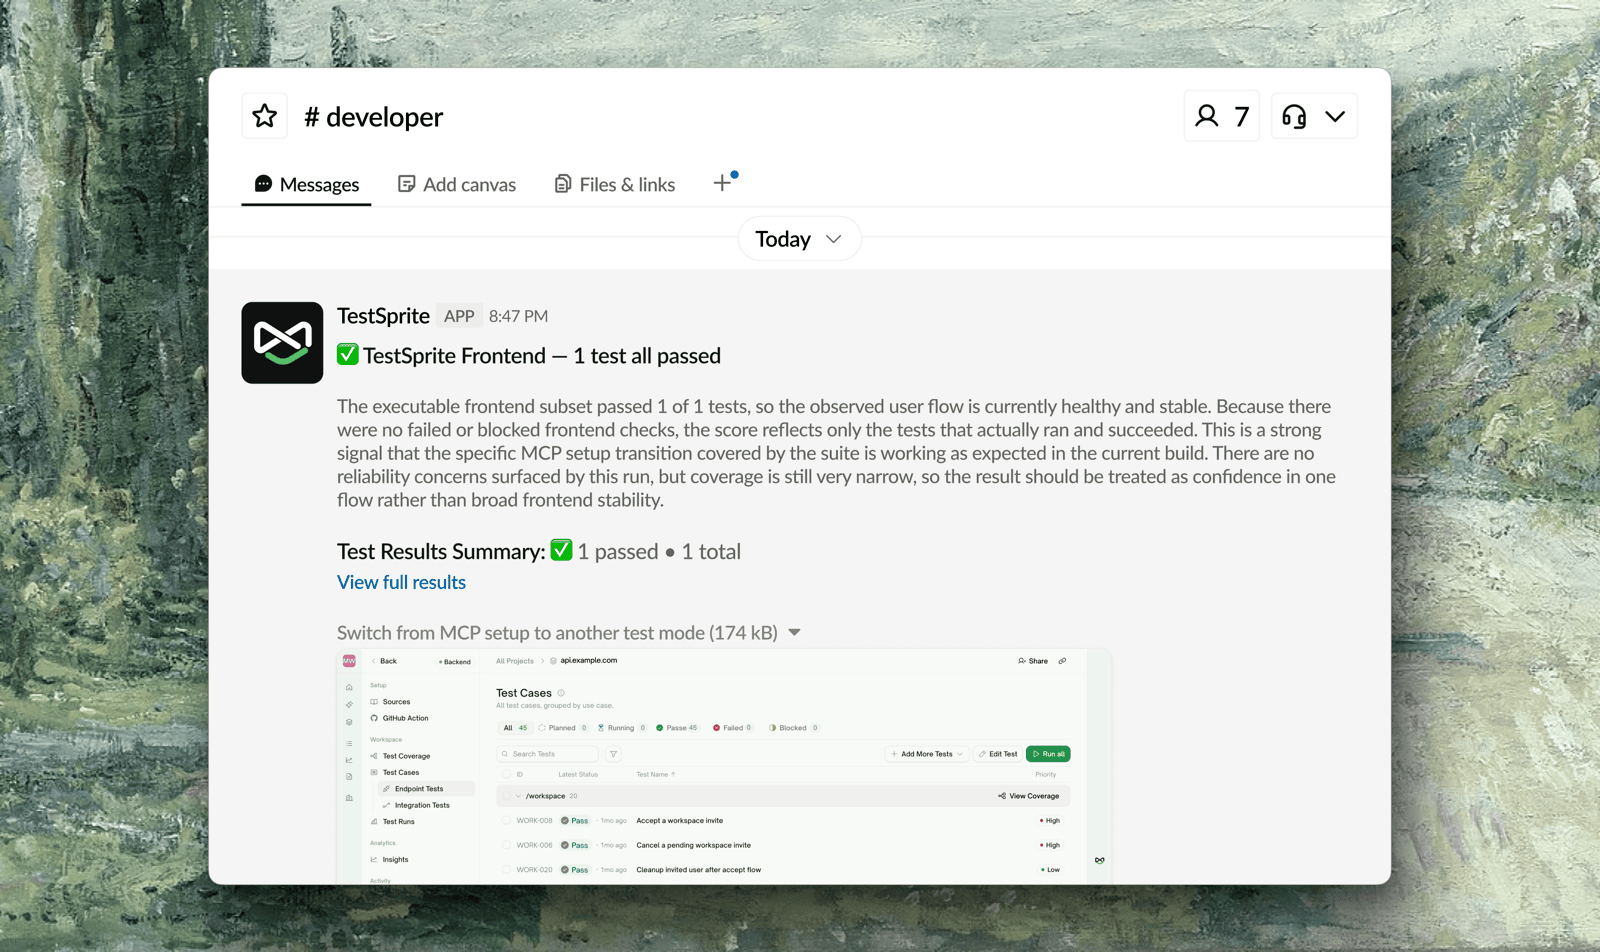 # developer
7
Messages
Add canvas
Files & links
Today
TestSprite APP 8:47 PM
✅ TestSprite Frontend — 1 test all passed
The executable frontend subset passed 1 of 1 tests, so the observed user flow is currently healthy and stable. Because there
were no failed or blocked frontend checks, the score reflects only the tests that actually ran and succeeded. This is a strong
signal that the specific MCP setup transition covered by the suite is working as expected in the current build. There are no
reliability concerns surfaced by this run, but coverage is still very narrow, so the result should be treated as confidence in one
flow rather than broad frontend stability.
Test Results Summary: ✅ 1 passed • 1 total
View full results
Switch from MCP setup to another test mode (174 kB)
MW
Back
Backend
All Projects > api.example.com
Share
Setup
Sources
GitHub Action
Workspace
Test Coverage
Test Cases
Endpoint Tests
Integration Tests
Test Runs
Analytics
Insights
Activity
Test Cases
All test cases, grouped by use case.
All 45 Planned 0 Running 0 Passe 45 Failed 0 Blocked 0
Search Tests
Add More Tests
Edit Test
Run all
ID Latest Status Test Name ↑ Priority
/workspace 20 View Coverage
WORK-008 Pass · 1mo ago Accept a workspace invite High
WORK-006 Pass · 1mo ago Cancel a pending workspace invite High
WORK-020 Pass · 1mo ago Cleanup invited user after accept flow Low